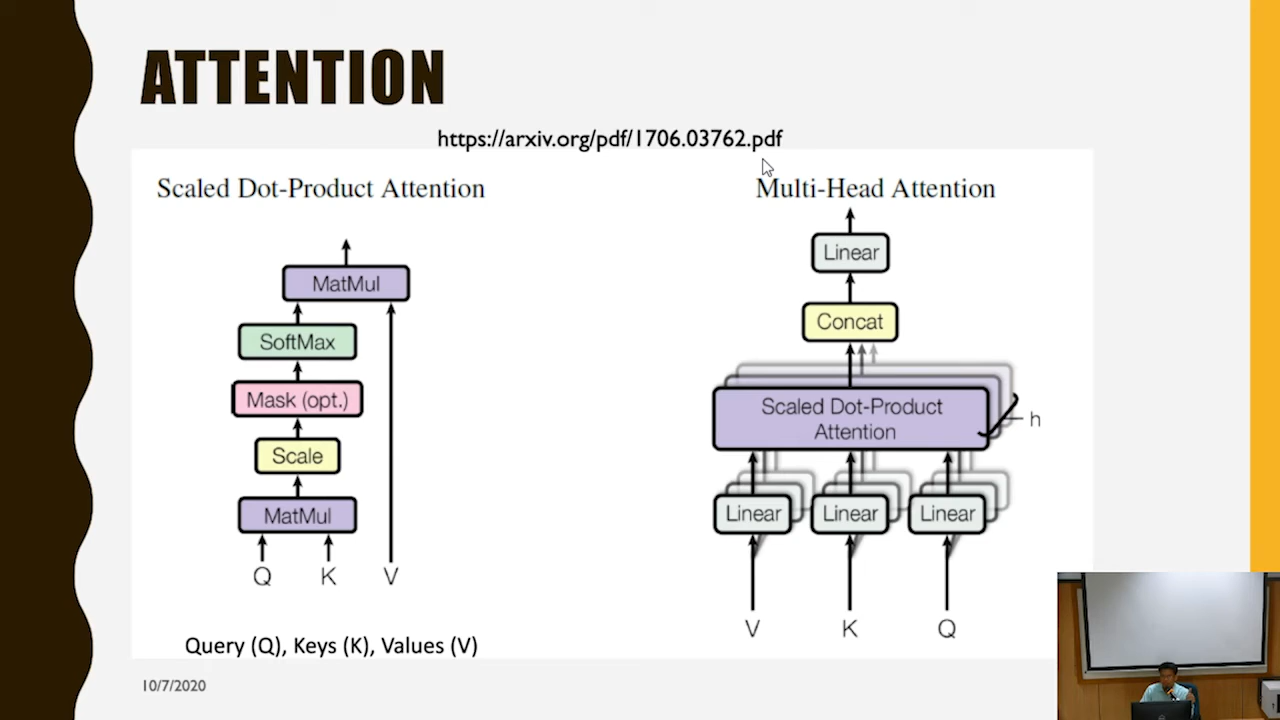 ATTENTION
https://arxiv.org/pdf/1706.03762.pdf
Scaled Dot-Product Attention
MatMul
SoftMax
Mask (opt.)
Scale
MatMul
Q K V
Query (Q), Keys (K), Values (V)
Multi-Head Attention
Linear
Concat
Scaled Dot-Product
Attention
h
Linear Linear Linear
V K Q
10/7/2020